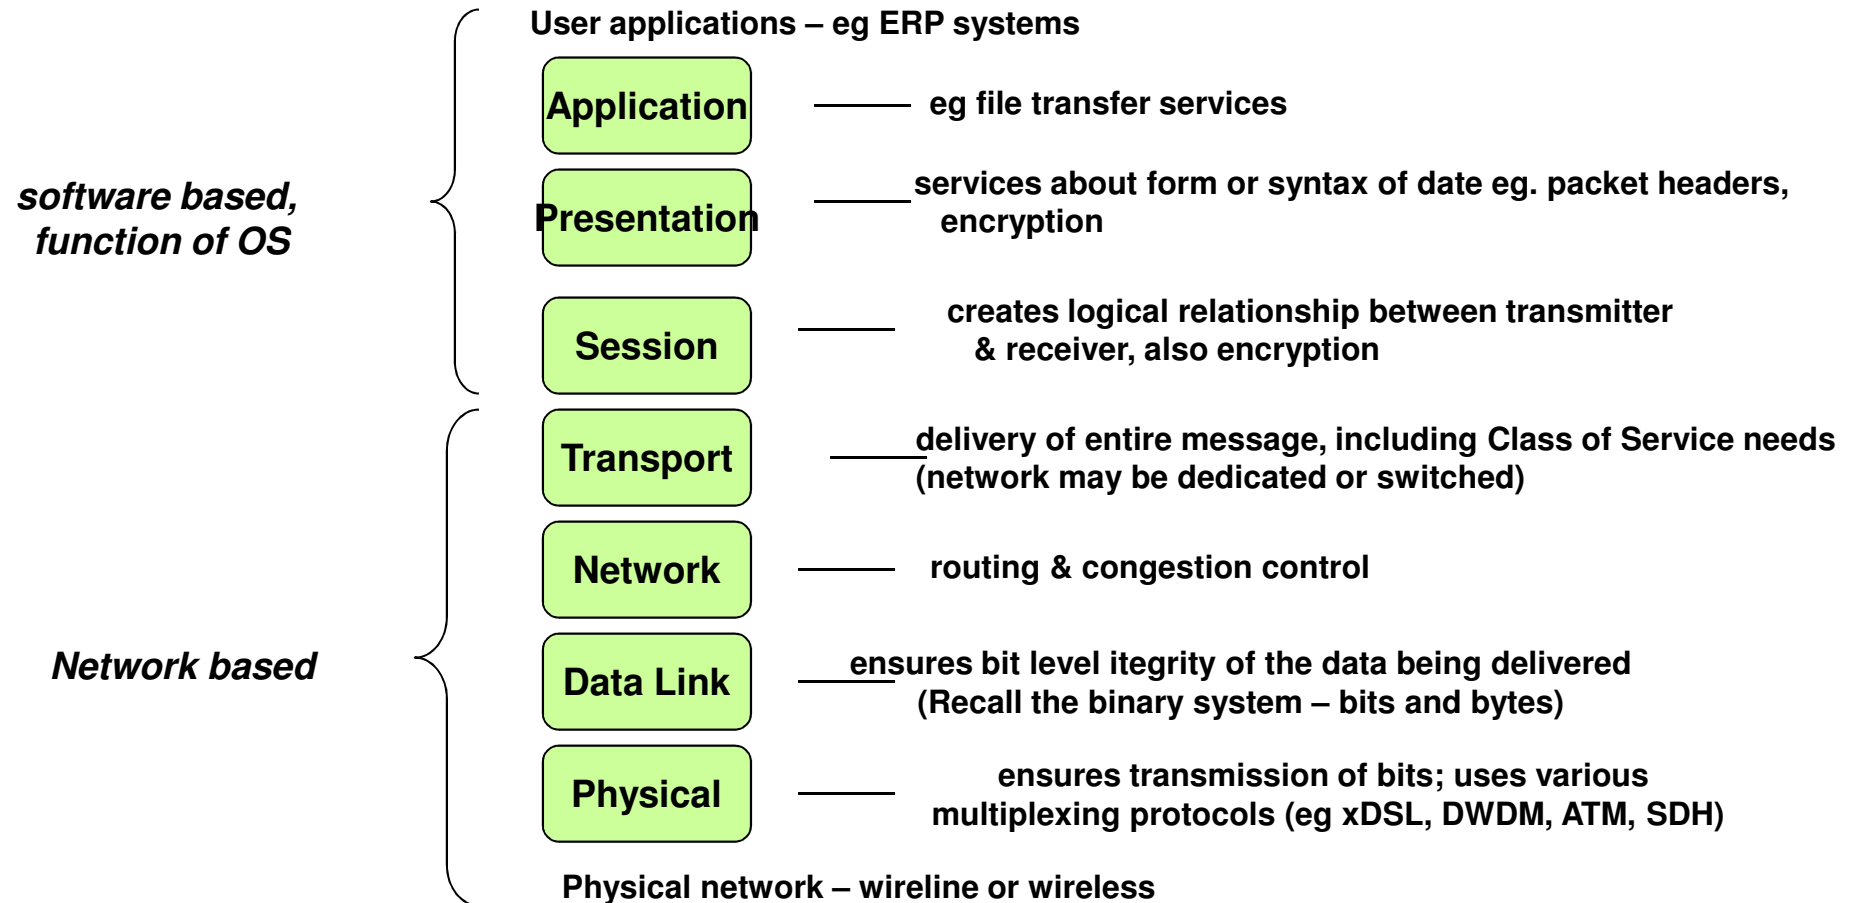 User applications – eg ERP systems
Application
eg file transfer services
software based,
function of OS
Presentation
services about form or syntax of date eg. packet headers,
encryption
Session
creates logical relationship between transmitter
& receiver, also encryption
Transport
delivery of entire message, including Class of Service needs
(network may be dedicated or switched)
Network
routing & congestion control
Network based
Data Link
ensures bit level itegrity of the data being delivered
(Recall the binary system – bits and bytes)
Physical
ensures transmission of bits; uses various
multiplexing protocols (eg xDSL, DWDM, ATM, SDH)
Physical network – wireline or wireless